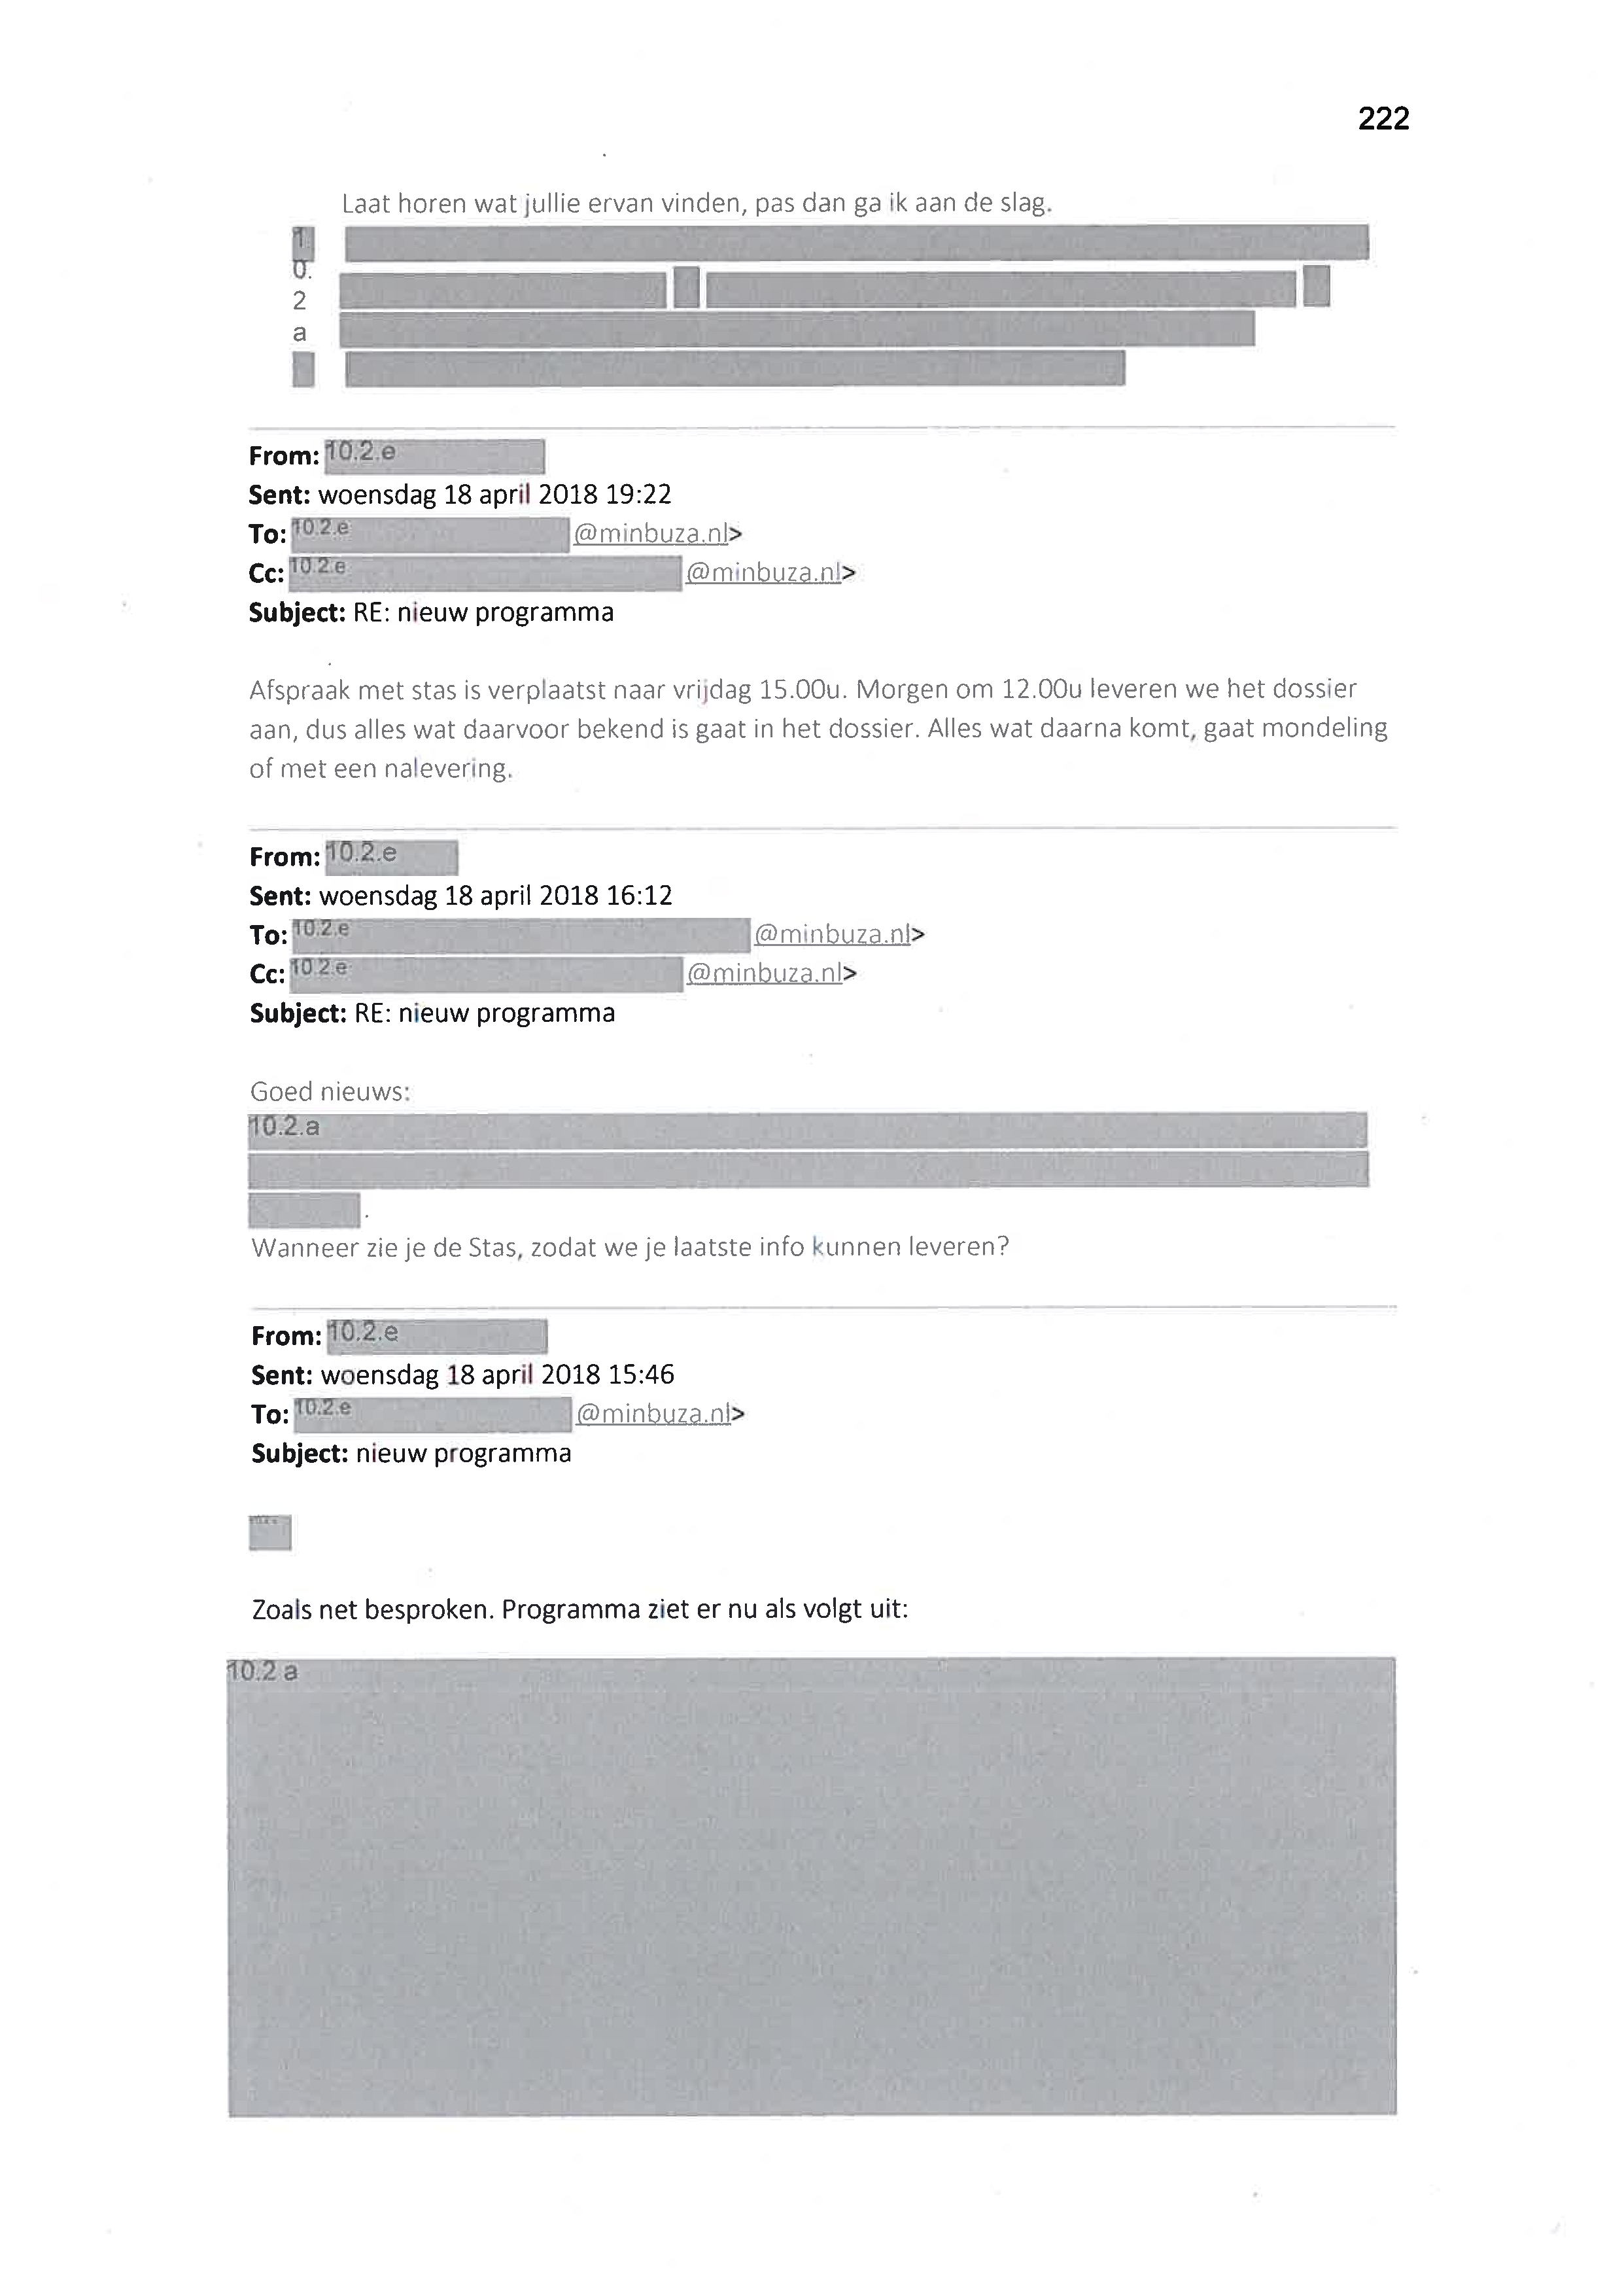 222
Laat horen wat jullie ervan vinden, pas dan ga ik aan de slag.
1
0.
2
a
From: 10.2.e
Sent: woensdag 18 april 2018 19:22
To: 10.2.e @minbuza.nl>
Cc: 10.2.e @minbuza.nl>
Subject: RE: nieuw programma
Afspraak met stas is verplaatst naar vrijdag 15.00u. Morgen om 12.00u leveren we het dossier
aan, dus alles wat daarvoor bekend is gaat in het dossier. Alles wat daarna komt, gaat mondeling
of met een nalevering.
From: 10.2.e
Sent: woensdag 18 april 2018 16:12
To: 10.2.e @minbuza.nl>
Cc: 10.2.e @minbuza.nl>
Subject: RE: nieuw programma
Goed nieuws:
10.2.a
.
Wanneer zie je de Stas, zodat we je laatste info kunnen leveren?
From: 10.2.e
Sent: woensdag 18 april 2018 15:46
To: 10.2.e @minbuza.nl>
Subject: nieuw programma
Zoals net besproken. Programma ziet er nu als volgt uit:
10.2 a